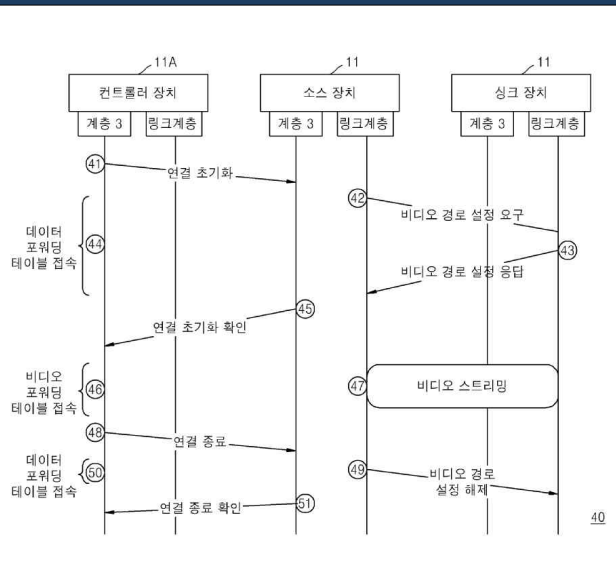 11A
11
11
컨트롤러 장치
소스 장치
싱크 장치
계층 3
링크계층
계층 3
링크계층
계층 3
링크계층
41
연결 초기화
42
비디오 경로 설정 요구
데이터
포워딩
테이블 접속
44
43
비디오 경로 설정 응답
45
연결 초기화 확인
비디오
포워딩
테이블 접속
46
47
비디오 스트리밍
48
연결 종료
데이터
포워딩
테이블 접속
50
49
비디오 경로
설정 해제
51
연결 종료 확인
40